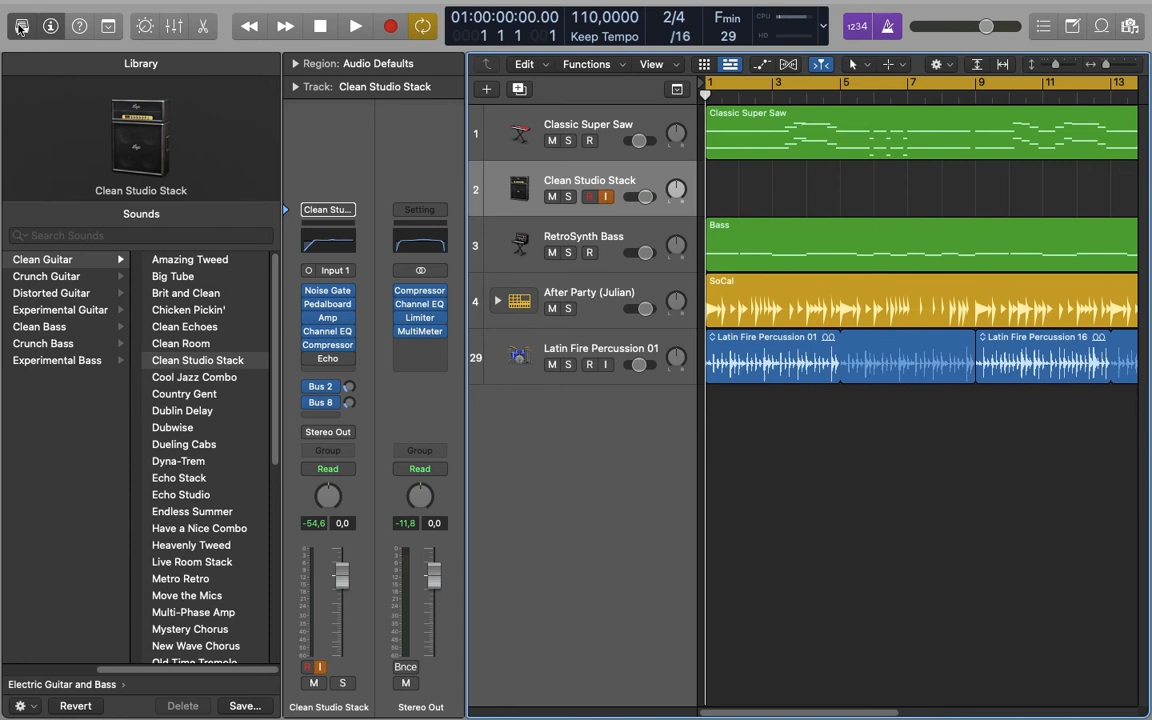 01:00:00:00.00
0001 1 1 001
110,0000
Keep Tempo
2/4
/16
Fmin
29
CPU
HD
1234
Library
Clean Studio Stack
Sounds
Search Sounds
Clean Guitar
Crunch Guitar
Distorted Guitar
Experimental Guitar
Clean Bass
Crunch Bass
Experimental Bass
Amazing Tweed
Big Tube
Brit and Clean
Chicken Pickin'
Clean Echoes
Clean Room
Clean Studio Stack
Cool Jazz Combo
Country Gent
Dublin Delay
Dubwise
Dueling Cabs
Dyna-Trem
Echo Stack
Echo Studio
Endless Summer
Have a Nice Combo
Heavenly Tweed
Live Room Stack
Metro Retro
Move the Mics
Multi-Phase Amp
Mystery Chorus
New Wave Chorus
Old Time Tremolo
Electric Guitar and Bass
Revert
Delete
Save...
Region: Audio Defaults
Track: Clean Studio Stack
Clean Stu...
Input 1
Noise Gate
Pedalboard
Amp
Channel EQ
Compressor
Echo
Bus 2
Bus 8
Stereo Out
Group
Read
-54,6 0,0
R I
M S
Clean Studio Stack
Setting
Compressor
Channel EQ
Limiter
MultiMeter
Group
Read
-11,8 0,0
Bnce
M
Stereo Out
Edit Functions View
1 3 5 7 9 11 13
1
Classic Super Saw
M S R
L R
2
Clean Studio Stack
M S R I
L R
3
RetroSynth Bass
M S R
L R
4
After Party (Julian)
M S
L R
29
Latin Fire Percussion 01
M S R I
L R
Classic Super Saw
Bass
SoCal
Latin Fire Percussion 01
Latin Fire Percussion 16